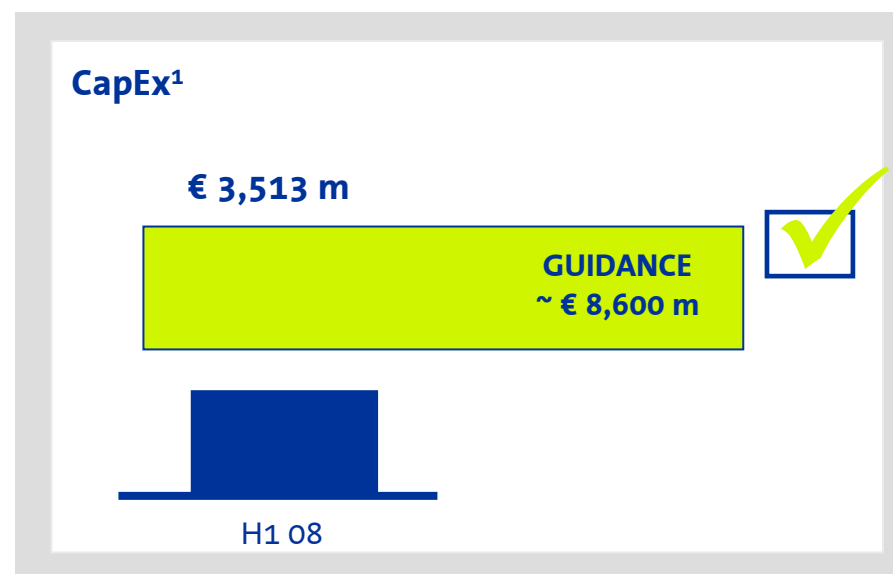 CapEx¹
€ 3,513 m
GUIDANCE
~ € 8,600 m
H1 08